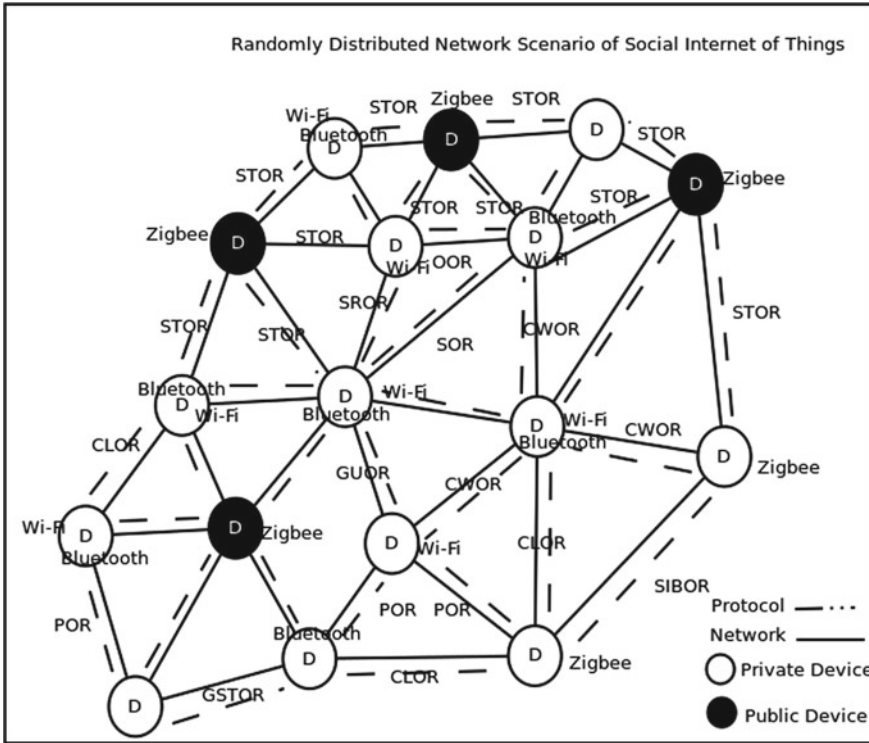 Randomly Distributed Network Scenario of Social Internet of Things
Zigbee
STOR
STOR
Wi-Fi
Bluetooth
D
D
D
STOR
STOR
D
Zigbee
STOR
STOR
STOR
Bluetooth
Zigbee
D
STOR
D
D
Wi-Fi
OOR
Wi-Fi
SROR
STOR
STOR
STOR
CWOR
SOR
Bluetooth
D
Wi-Fi
D
Wi-Fi
Bluetooth
D
Wi-Fi
Bluetooth
CWOR
CLOR
D
Zigbee
GUOR
CWOR
Wi-Fi
D
Bluetooth
D
Zigbee
D
Wi-Fi
CLOR
SIBOR
POR
POR
POR
Protocol
Network
Bluetooth
D
D
Zigbee
Private Device
CLOR
GSTOR
D
Public Device